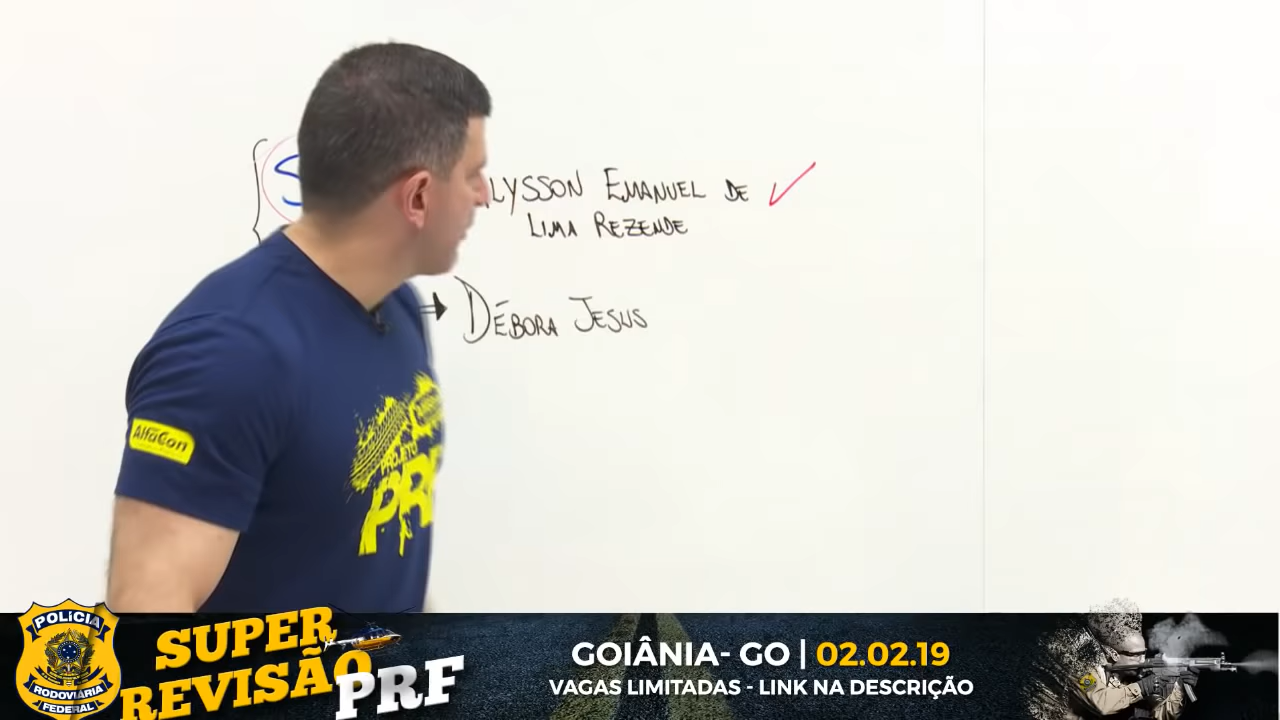 LYSSON EMANUEL DE
LIMA REZENDE
DÉBORA JESUS
AlfaCon
PROJETO
PRF
POLÍCIA
RODOVIÁRIA
FEDERAL
SUPER
REVISÃO
PRF
GOIÂNIA- GO | 02.02.19
VAGAS LIMITADAS - LINK NA DESCRIÇÃO